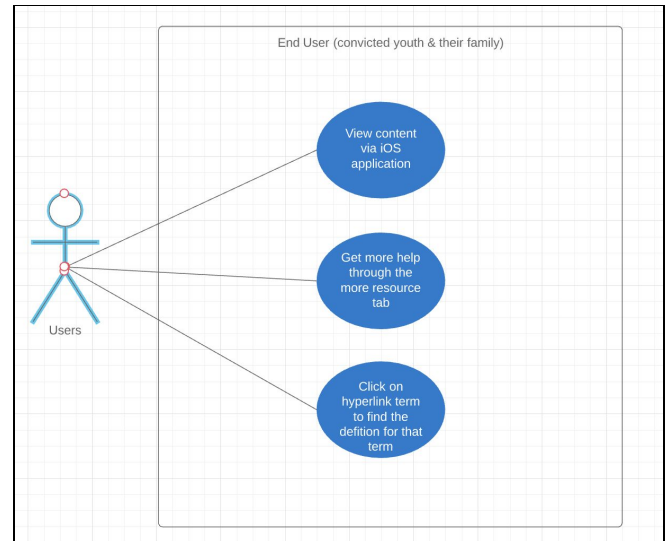 End User (convicted youth & their family)
View content
via iOS
application
Get more help
through the
more resource
tab
Users
Click on
hyperlink term
to find the
defition for that
term